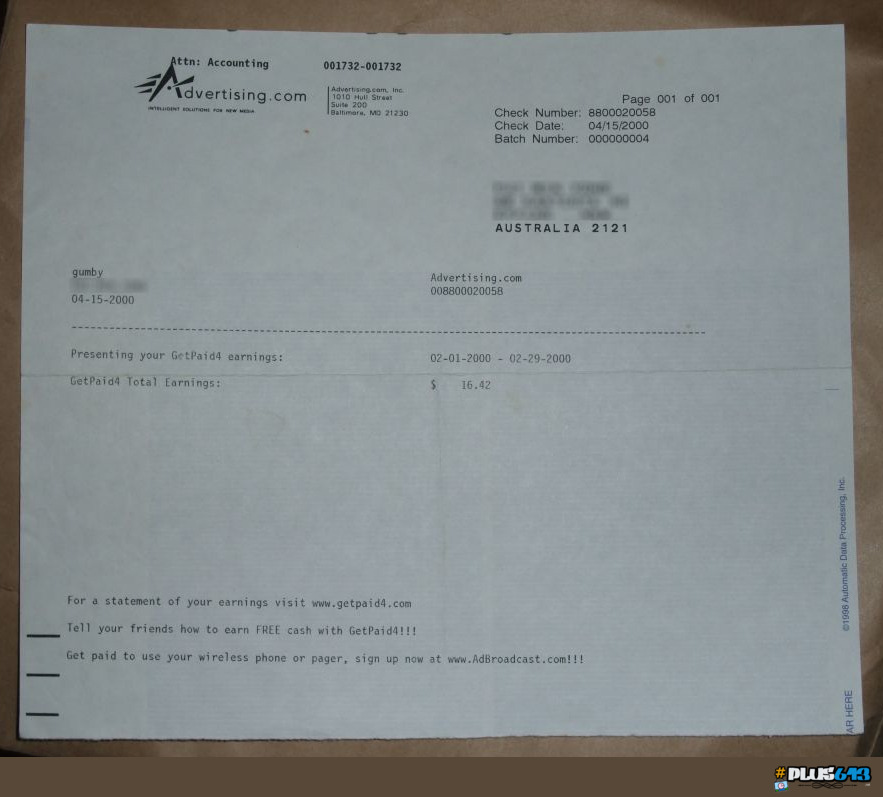 Attn: Accounting
001732-001732
Advertising.com
INTELLIGENT SOLUTIONS FOR NEW MEDIA
Advertising.com, Inc.
1010 Hull Street
Suite 200
Baltimore, MD 21230
Page 001 of 001
Check Number: 8800020058
Check Date: 04/15/2000
Batch Number: 000000004
AUSTRALIA 2121
gumby
04-15-2000
Advertising.com
008800020058
Presenting your GetPaid4 earnings: 02-01-2000 - 02-29-2000
GetPaid4 Total Earnings: $ 16.42
For a statement of your earnings visit www.getpaid4.com
Tell your friends how to earn FREE cash with GetPaid4!!!
Get paid to use your wireless phone or pager, sign up now at www.AdBroadcast.com!!!
©1998 Automatic Data Processing, Inc.
AR HERE
#PLUS613